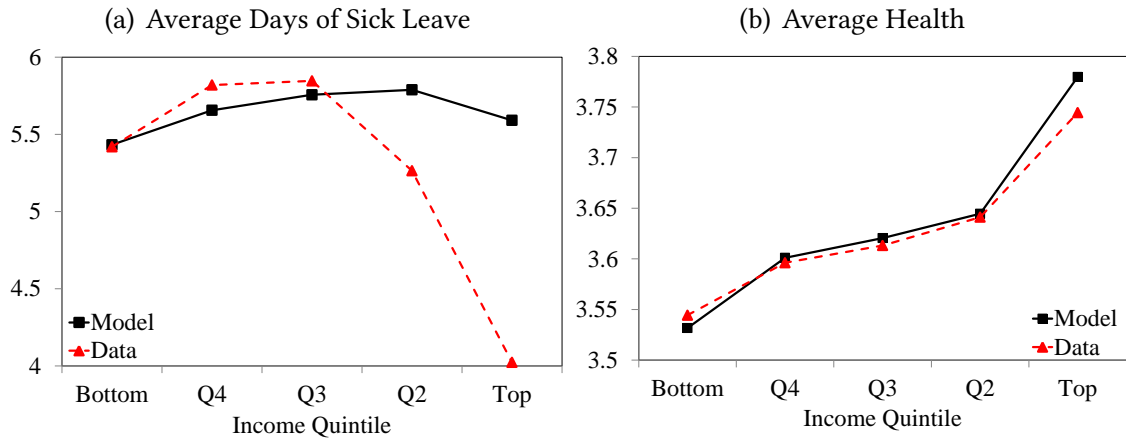 (a) Average Days of Sick Leave
6
5.5
5
4.5
4
Model
Data
Bottom Q4 Q3 Q2 Top
Income Quintile
(b) Average Health
3.8
3.75
3.7
3.65
3.6
3.55
3.5
Model
Data
Bottom Q4 Q3 Q2 Top
Income Quintile